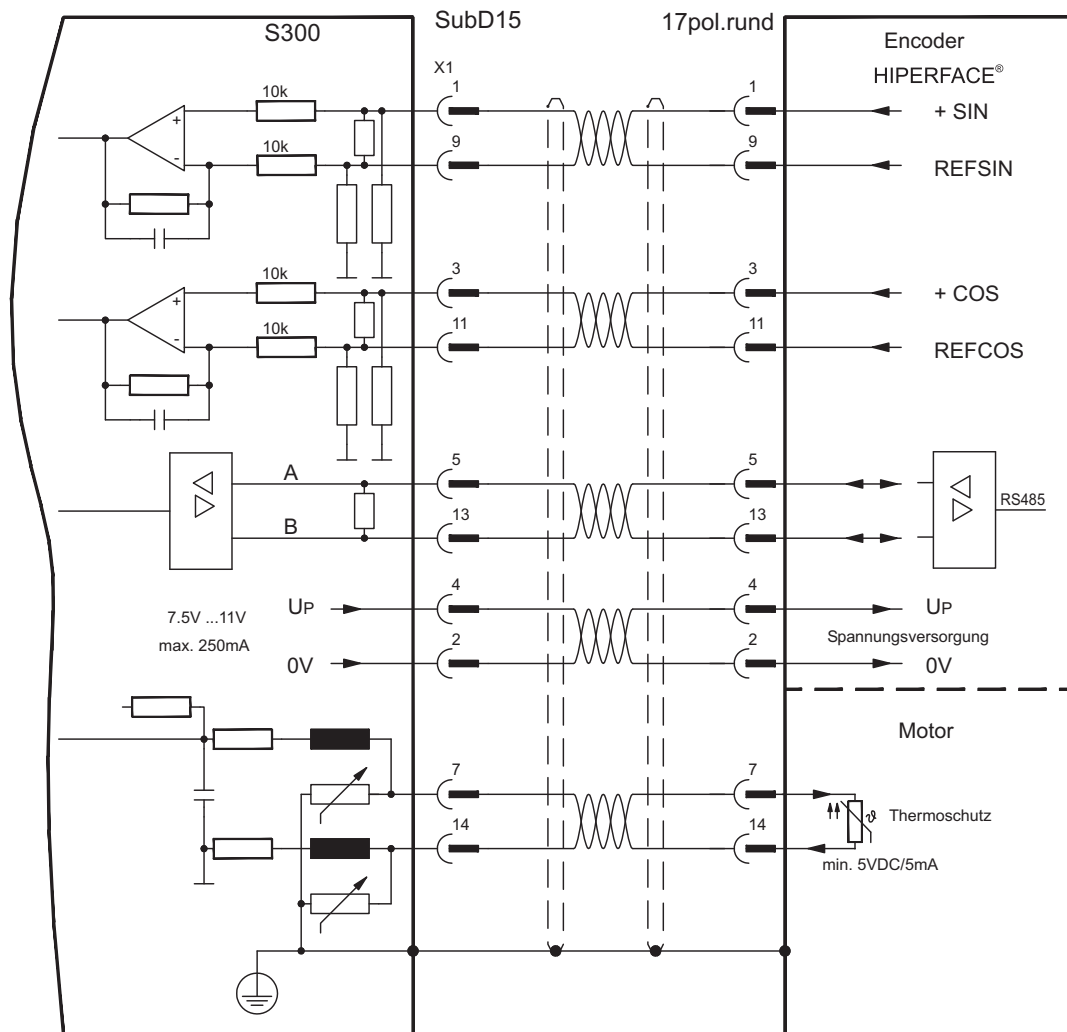 S300
SubD15
17pol.rund
Encoder
HIPERFACE®
X1
10k
1
1
+ SIN
+
-
10k
9
9
REFSIN
10k
3
3
+ COS
+
-
10k
11
11
REFCOS
A
5
5
RS485
B
13
13
7.5V ...11V
max. 250mA
UP
4
4
UP
Spannungsversorgung
0V
2
2
0V
Motor
7
7
ϑ
Thermoschutz
14
14
min. 5VDC/5mA